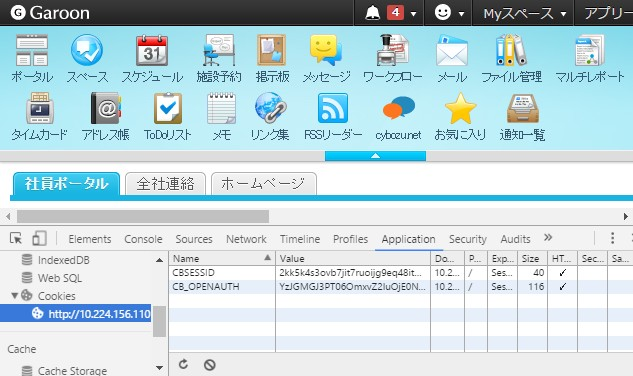 G Garoon 4 Myスペース アプリー
ポータル スペース スケジュール 施設予約 掲示板 メッセージ ワークフロー メール ファイル管理 マルチレポート
タイムカード アドレス帳 ToDoリスト メモ リンク集 RSSリーダー cybozu.net お気に入り 通知一覧
社員ポータル 全社連絡 ホームページ
Elements Console Sources Network Timeline Profiles Application Security Audits
IndexedDB
Web SQL
Cookies
http://10.224.156.110
Cache
Cache Storage
Name Value Do... P... Exp... Size HT... Sec... Sa...
CBSESSID 2kk5k4s3ovb7jit7ruoijg9eq48it... 10.2... / Ses... 40 ✓
CB_OPENAUTH YzJGMGJ3PT06OmxvZ2luOjE0N... 10.2... / Ses... 116 ✓